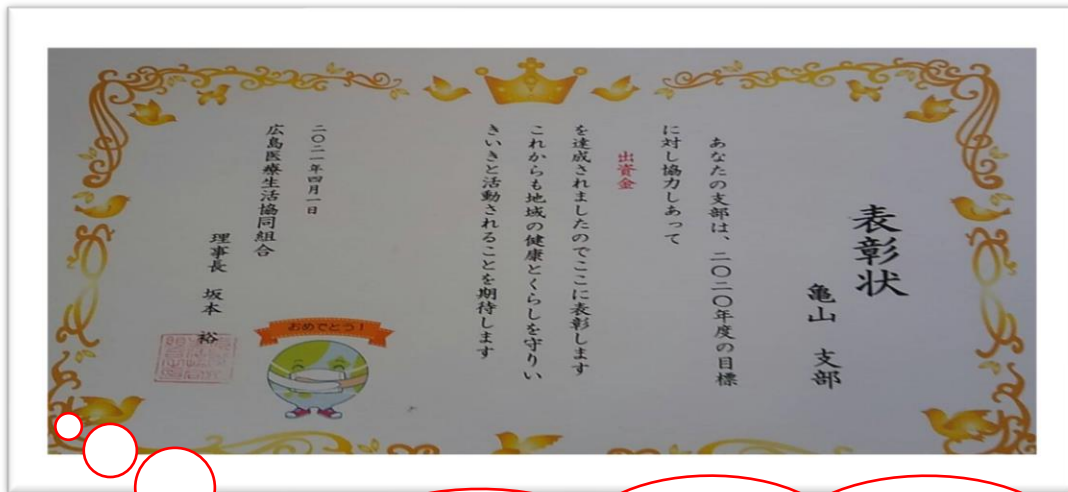 表彰状
亀山 支部
あなたの支部は、二〇二〇年度の目標
に対し協力しあって
出資金
を達成されましたのでここに表彰します
これからも地域の健康とくらしを守りい
きいきと活動されることを期待します
二〇二一年四月一日
広島医療生活協同組合
理事長 坂本 裕
おめでとう！